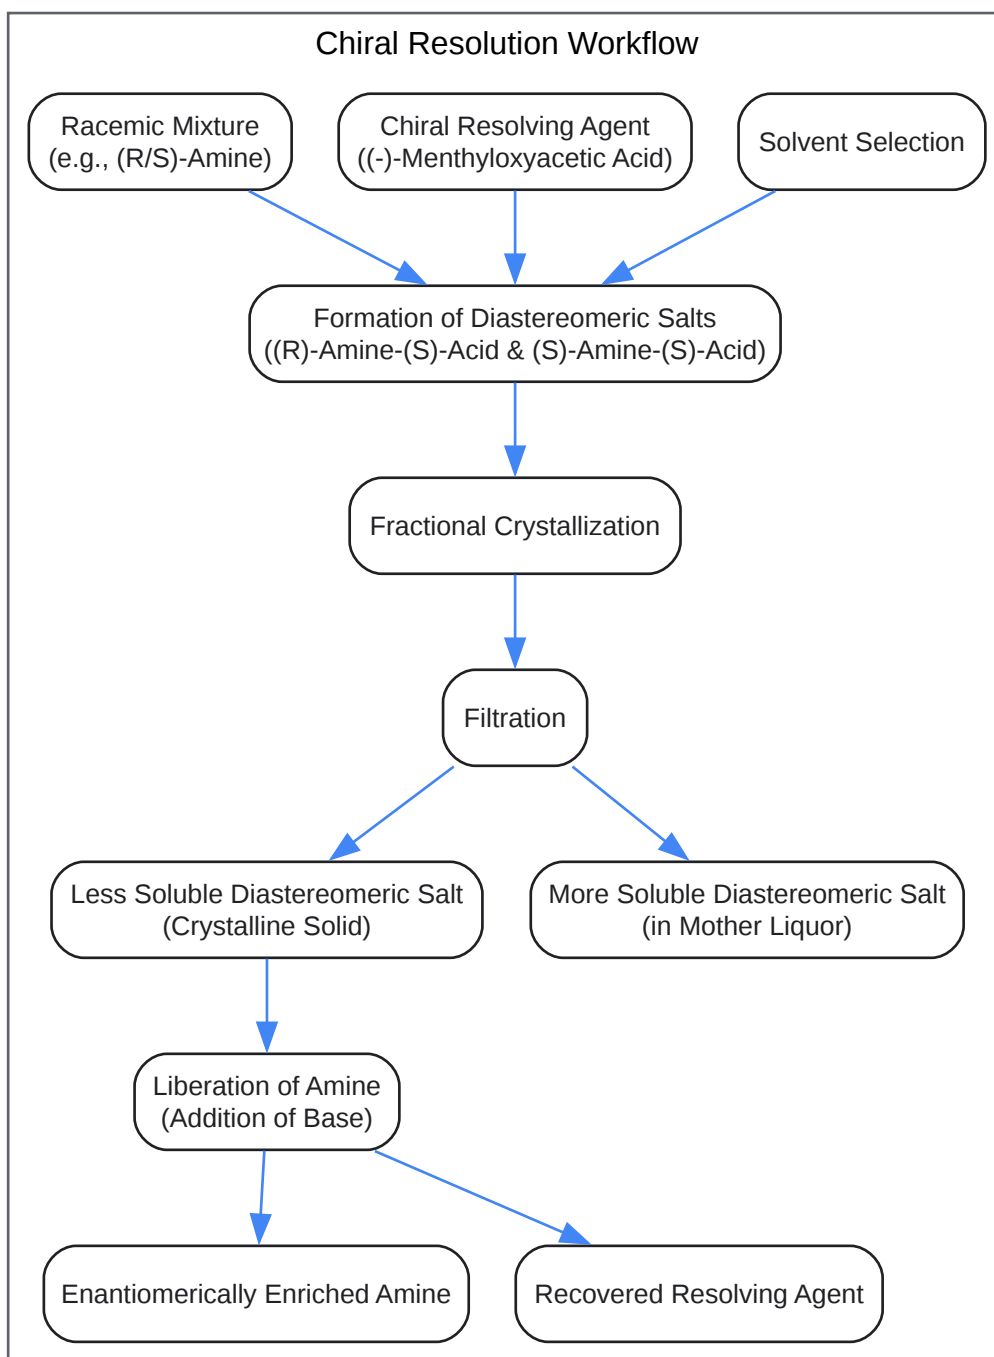 Chiral Resolution Workflow
Racemic Mixture
(e.g., (R/S)-Amine)
Chiral Resolving Agent
((-)-Menthyloxyacetic Acid)
Solvent Selection
Formation of Diastereomeric Salts
((R)-Amine-(S)-Acid & (S)-Amine-(S)-Acid)
Fractional Crystallization
Filtration
Less Soluble Diastereomeric Salt
(Crystalline Solid)
More Soluble Diastereomeric Salt
(in Mother Liquor)
Liberation of Amine
(Addition of Base)
Enantiomerically Enriched Amine
Recovered Resolving Agent